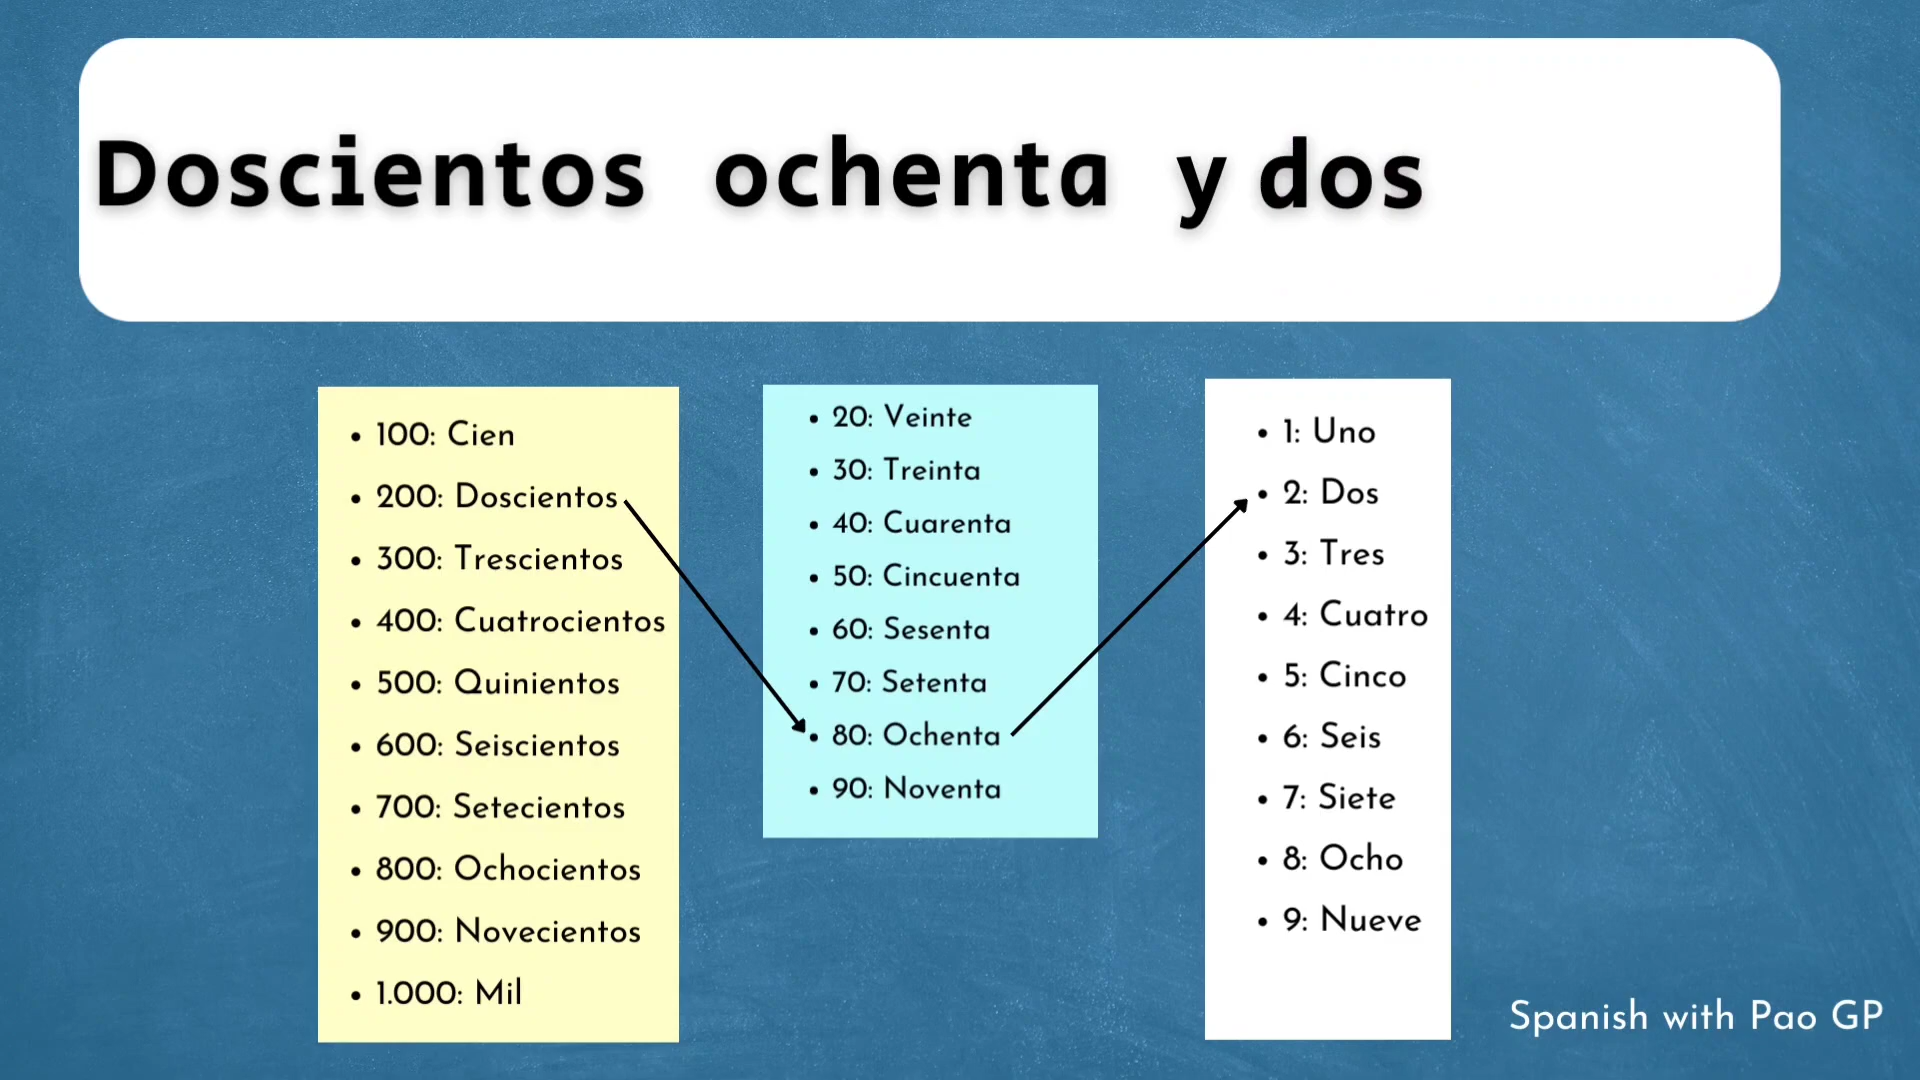 Doscientos ochenta y dos
• 100: Cien
• 200: Doscientos
• 300: Trescientos
• 400: Cuatrocientos
• 500: Quinientos
• 600: Seiscientos
• 700: Setecientos
• 800: Ochocientos
• 900: Novecientos
• 1.000: Mil
• 20: Veinte
• 30: Treinta
• 40: Cuarenta
• 50: Cincuenta
• 60: Sesenta
• 70: Setenta
• 80: Ochenta
• 90: Noventa
• 1: Uno
• 2: Dos
• 3: Tres
• 4: Cuatro
• 5: Cinco
• 6: Seis
• 7: Siete
• 8: Ocho
• 9: Nueve
Spanish with Pao GP